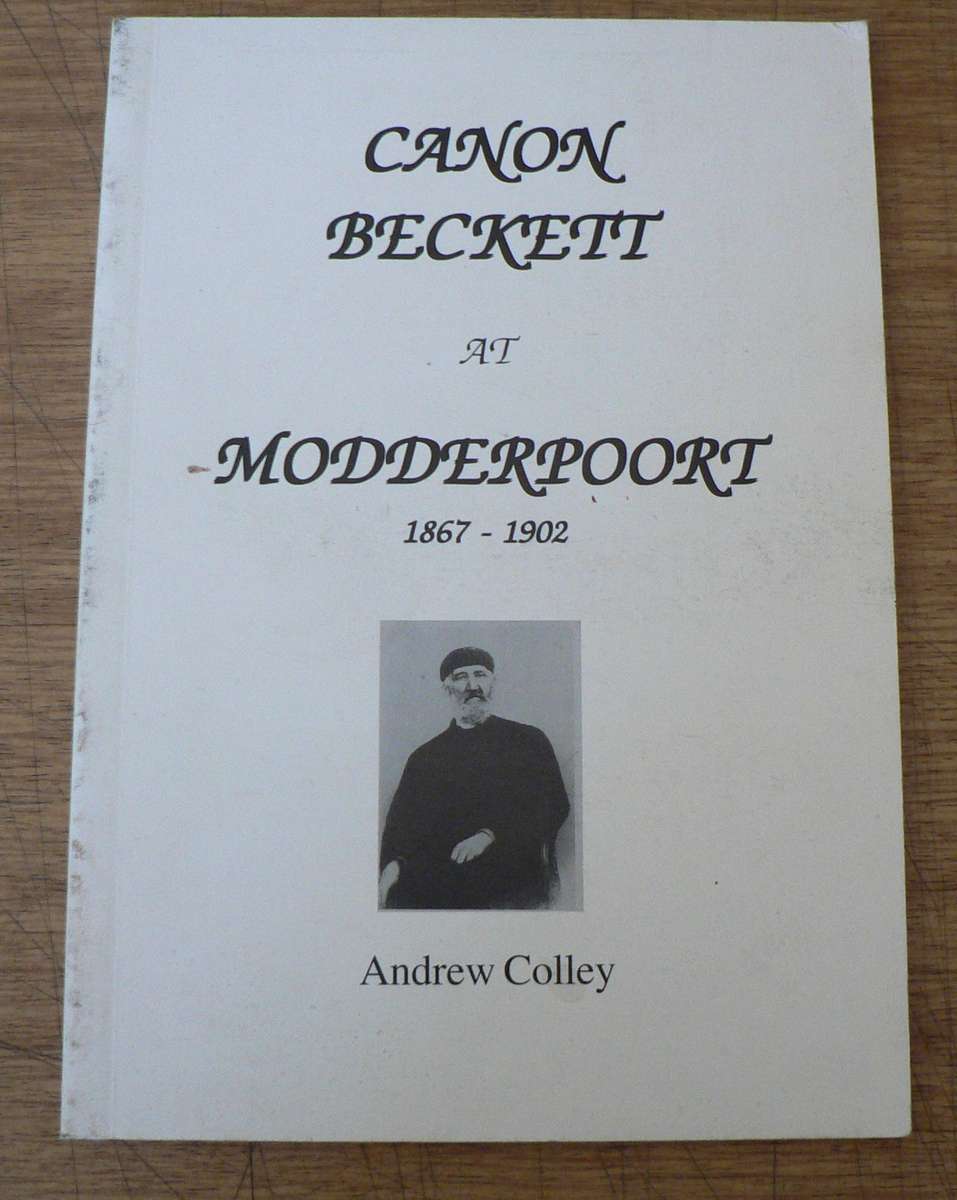 CANON
BECKETT
AT
MODDERPOORT
1867 - 1902
Andrew Colley